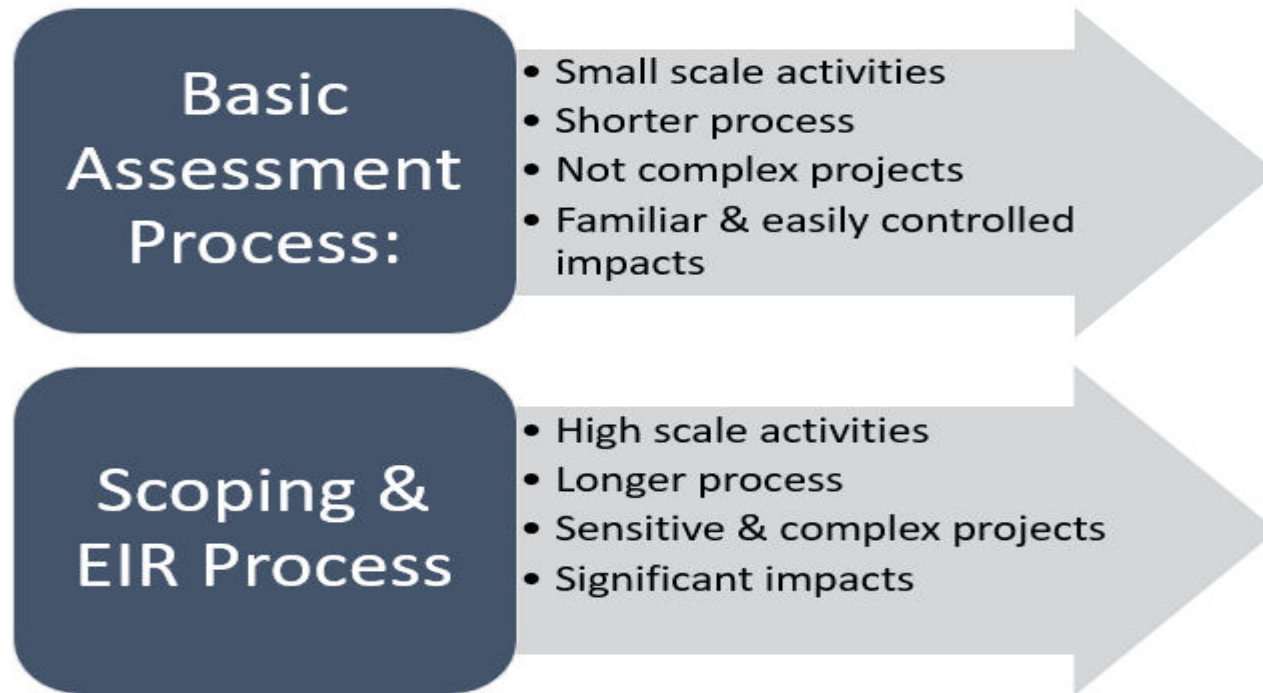 Basic
Assessment
Process:
• Small scale activities
• Shorter process
• Not complex projects
• Familiar & easily controlled
impacts
Scoping &
EIR Process
• High scale activities
• Longer process
• Sensitive & complex projects
• Significant impacts